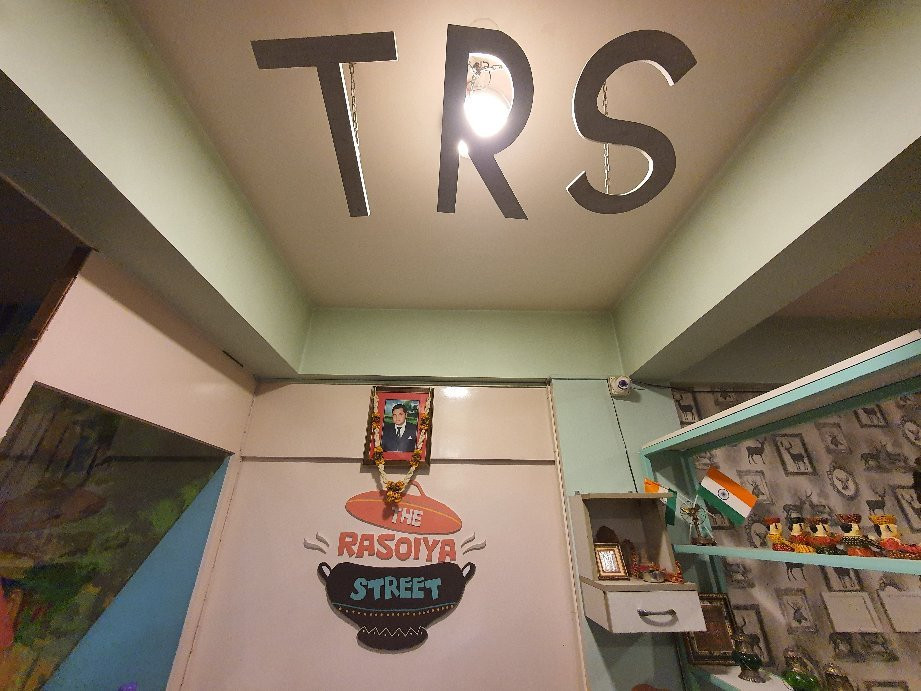 TRS
THE
RASOIYA
STREET